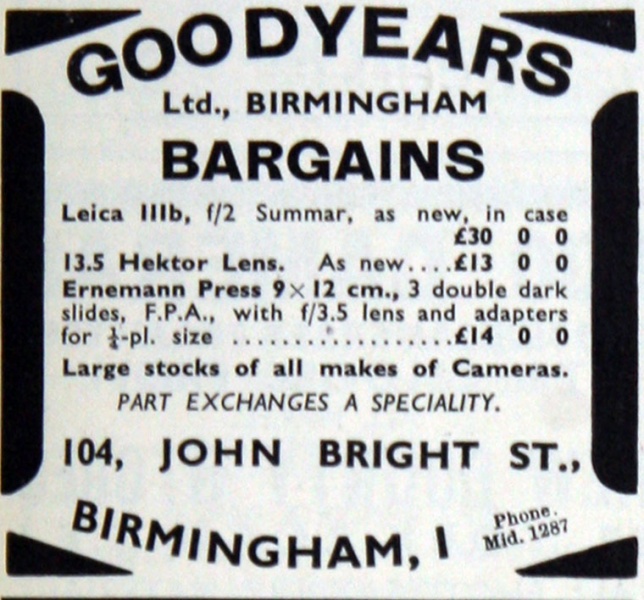 GOODYEARS
Ltd., BIRMINGHAM
BARGAINS
Leica IIIb, f/2 Summar, as new, in case
£30 0 0
13.5 Hektor Lens. As new....£13 0 0
Ernemann Press 9×12 cm., 3 double dark
slides, F.P.A., with f/3.5 lens and adapters
for ¼-pl. size ...................£14 0 0
Large stocks of all makes of Cameras.
PART EXCHANGES A SPECIALITY.
104, JOHN BRIGHT ST.,
BIRMINGHAM, 1
Phone.
Mid. 1287